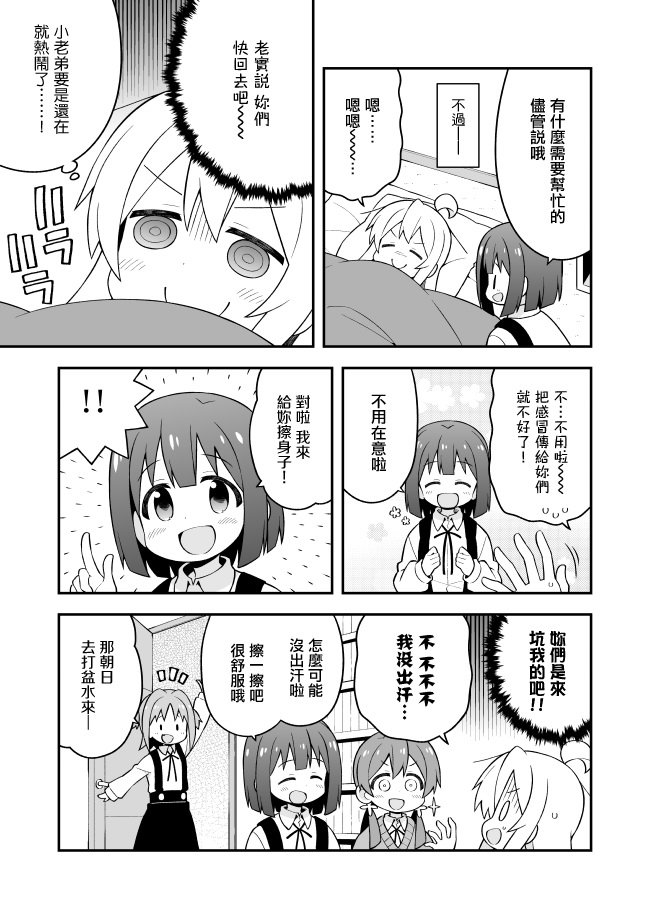 有什麼需要幫忙的
儘管説哦
不過——
嗯……
嗯嗯～～…
老實説 妳們
快回去吧～～
小老弟要是還在
就熱鬧了……！
ハラ
ハラ
不…不用啦～～
把感冒傳給妳們
就不好了！
不用在意啦
對啦 我來
給妳擦身子！
!!
妳們是來
坑我的吧!!
不不不不
我没出汗…
怎麼可能
沒出汗啦
擦一擦吧
很舒服哦
那朝日
去打盆水來—